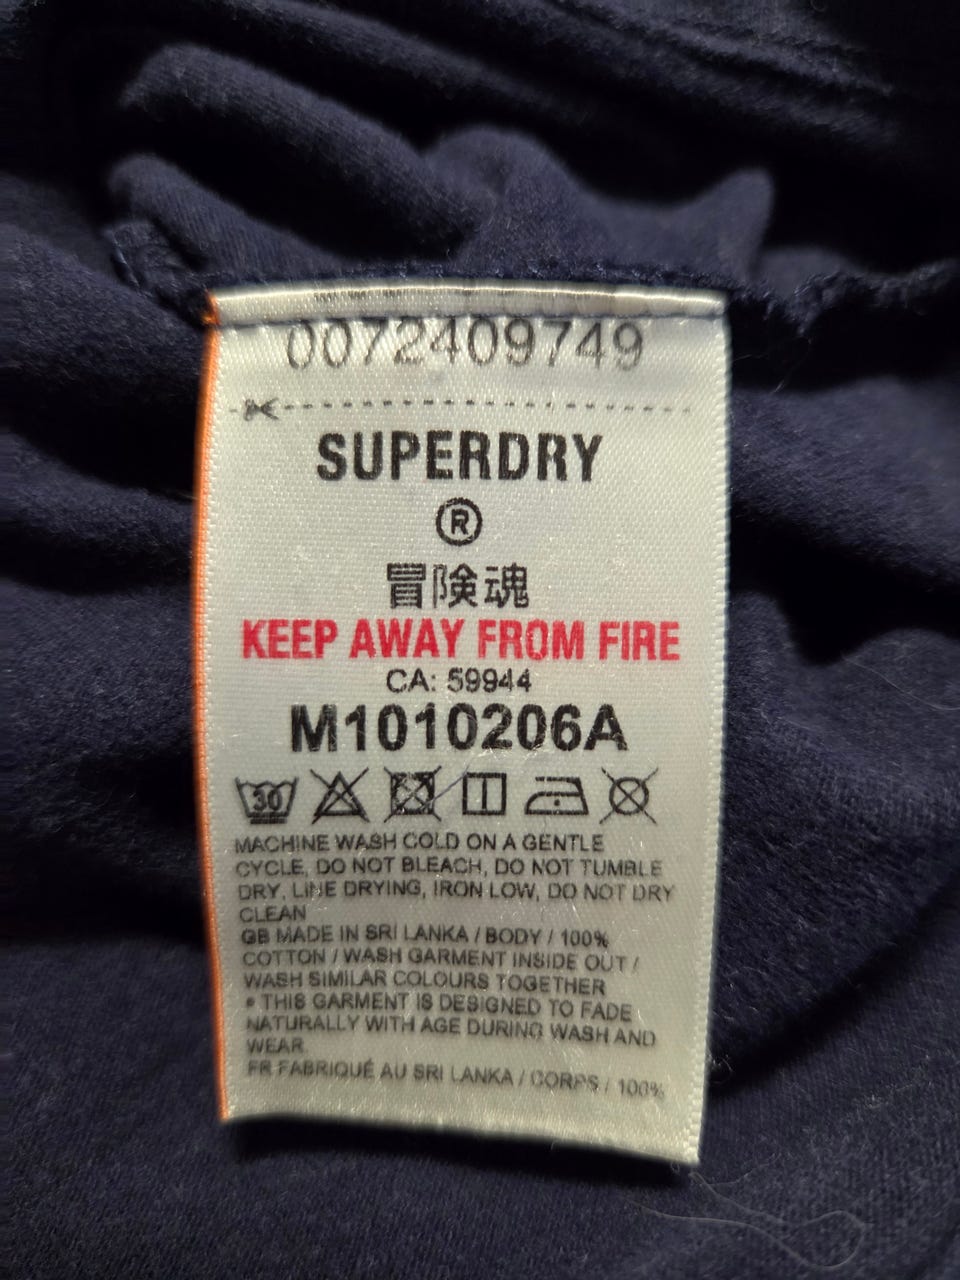 0072409749
SUPERDRY
®
冒険魂
KEEP AWAY FROM FIRE
CA: 59944
M1010206A
30
MACHINE WASH COLD ON A GENTLE
CYCLE, DO NOT BLEACH, DO NOT TUMBLE
DRY, LINE DRYING, IRON LOW, DO NOT DRY
CLEAN
GB MADE IN SRI LANKA / BODY / 100%
COTTON / WASH GARMENT INSIDE OUT /
WASH SIMILAR COLOURS TOGETHER
* THIS GARMENT IS DESIGNED TO FADE
NATURALLY WITH AGE DURING WASH AND
WEAR
FR FABRIQUÉ AU SRI LANKA / CORPS / 100%